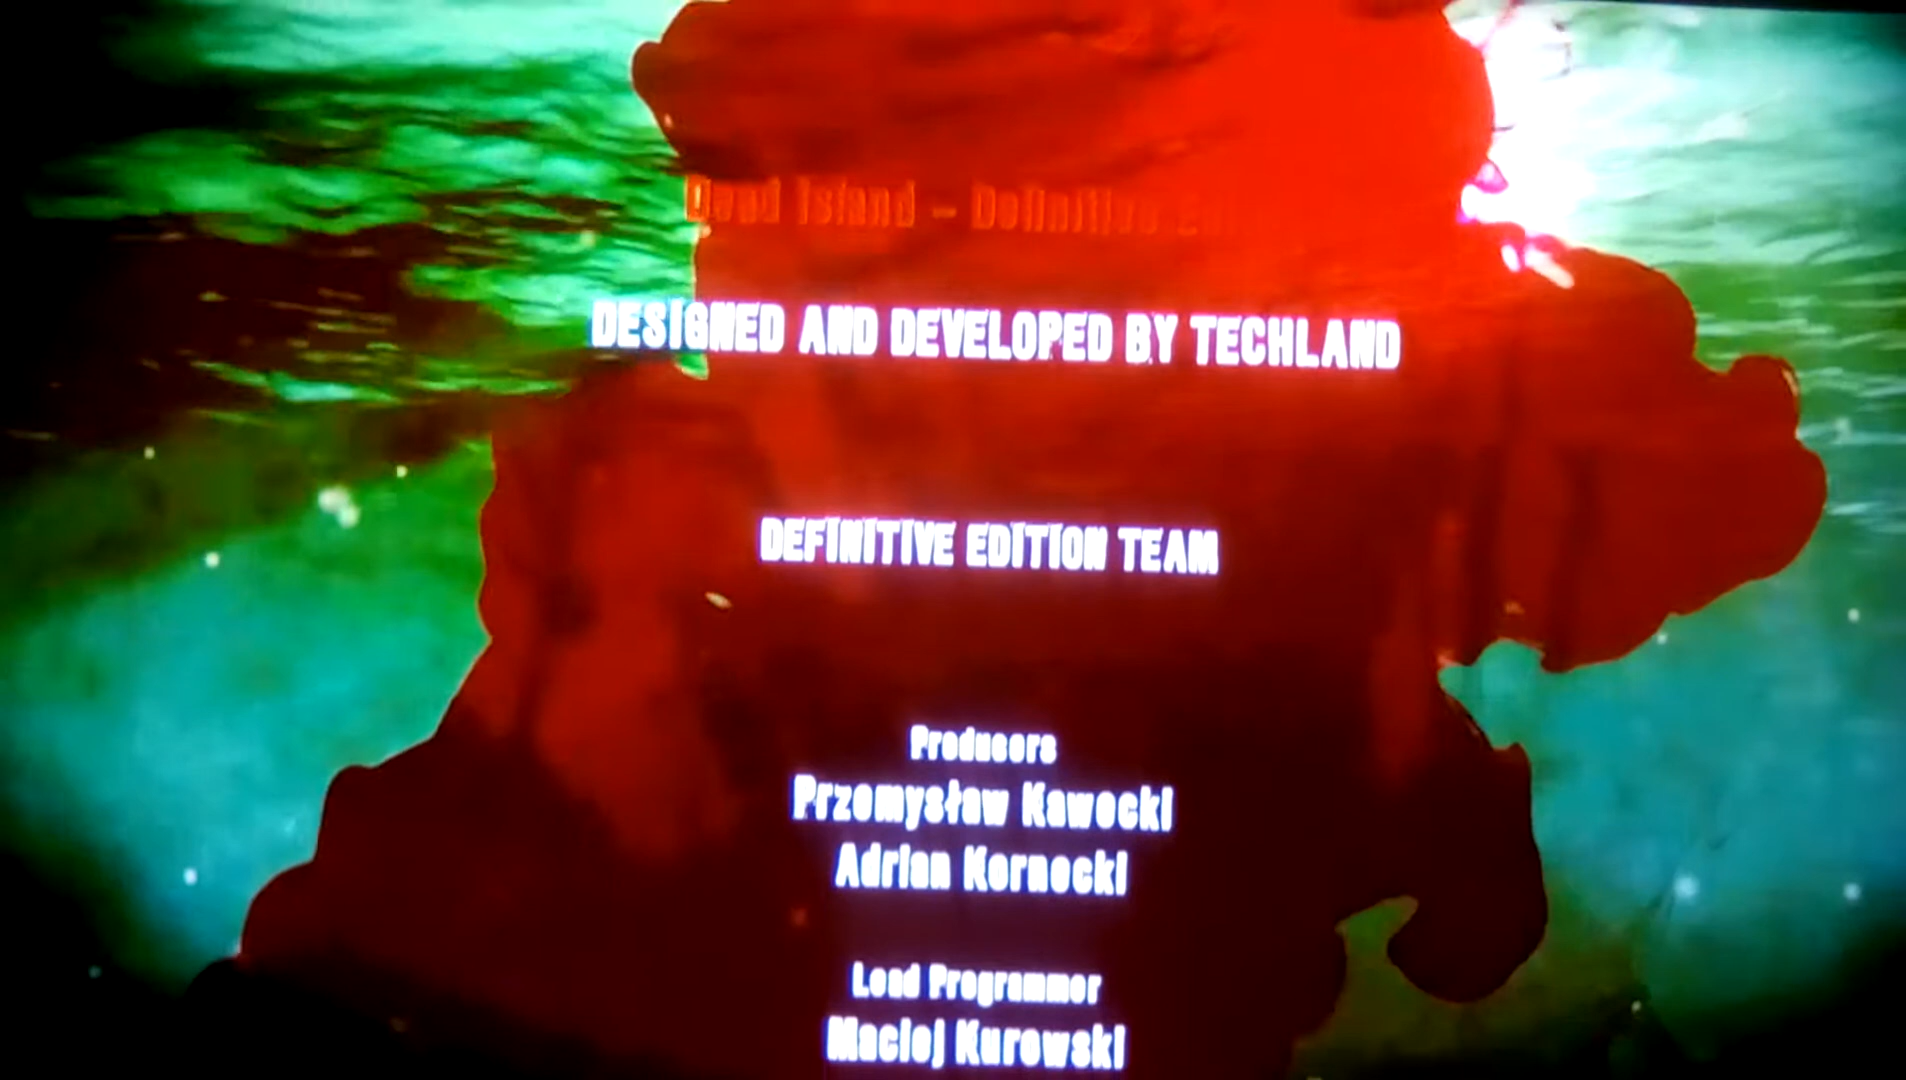 Dead Island – Definitive Edition
DESIGNED AND DEVELOPED BY TECHLAND
DEFINITIVE EDITION TEAM
Producers
Przemysław Kawecki
Adrian Kornecki
Lead Programmer
Maciej Kurowski